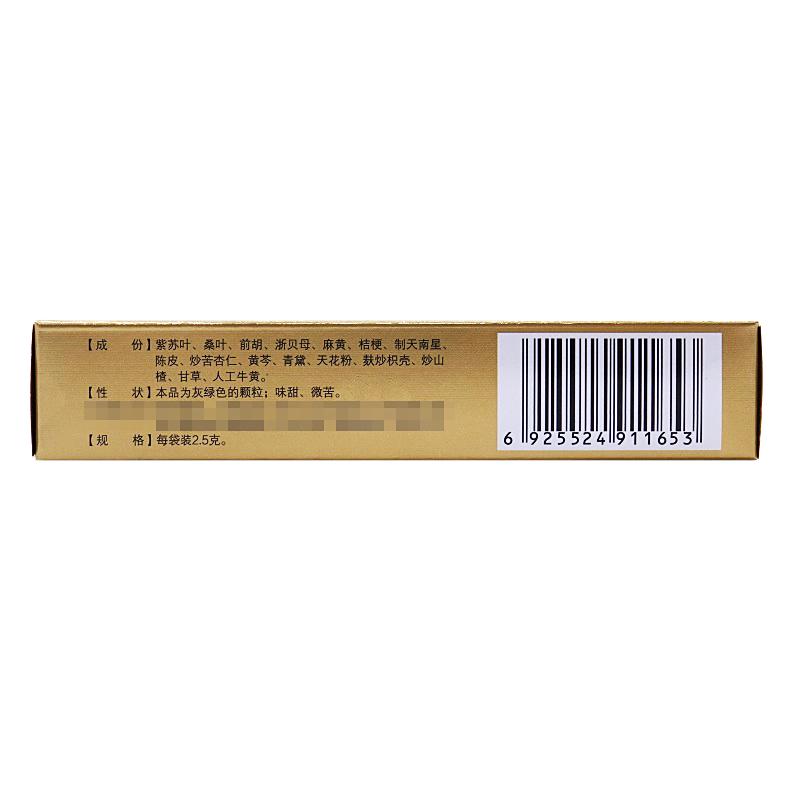 【成 份】紫苏叶、桑叶、前胡、浙贝母、麻黄、桔梗、制天南星、
陈皮、炒苦杏仁、黄芩、青黛、天花粉、麸炒枳壳、炒山
楂、甘草、人工牛黄。
【性 状】本品为灰绿色的颗粒；味甜、微苦。
【规 格】每袋装2.5克。
6 925524 911653